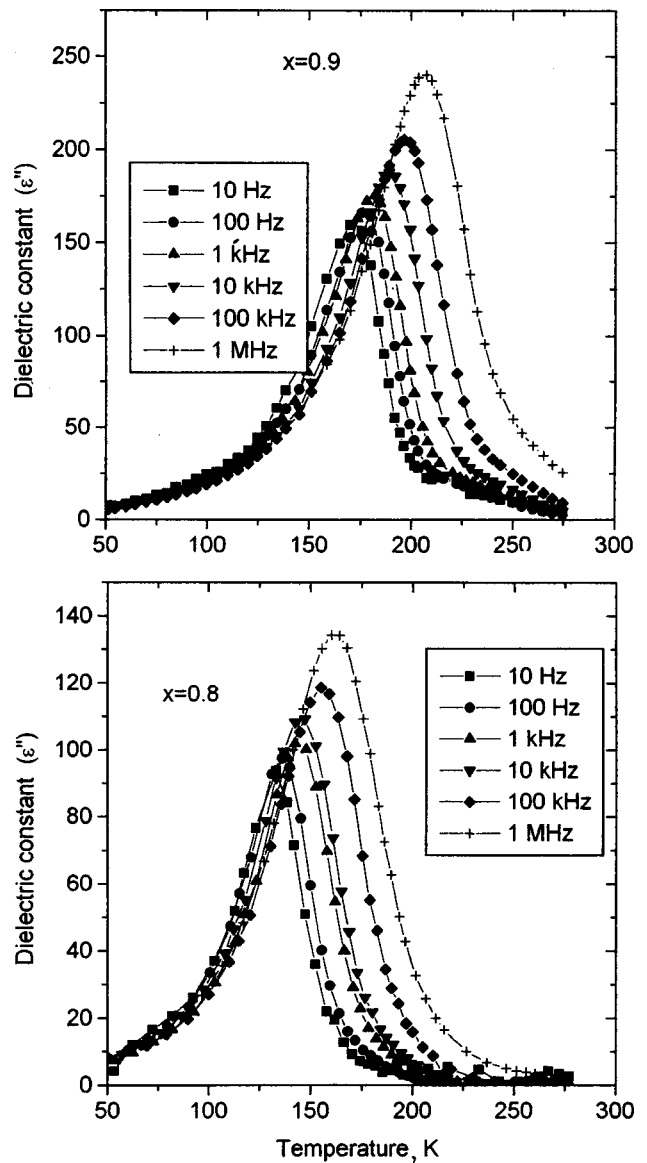 250
200
150
100
50
0
Dielectric constant (ε")
x=0.9
10 Hz
100 Hz
1 kHz
10 kHz
100 kHz
1 MHz
50 100 150 200 250 300
140
120
100
80
60
40
20
0
Dielectric constant (ε")
x=0.8
10 Hz
100 Hz
1 kHz
10 kHz
100 kHz
1 MHz
50 100 150 200 250 300
Temperature, K